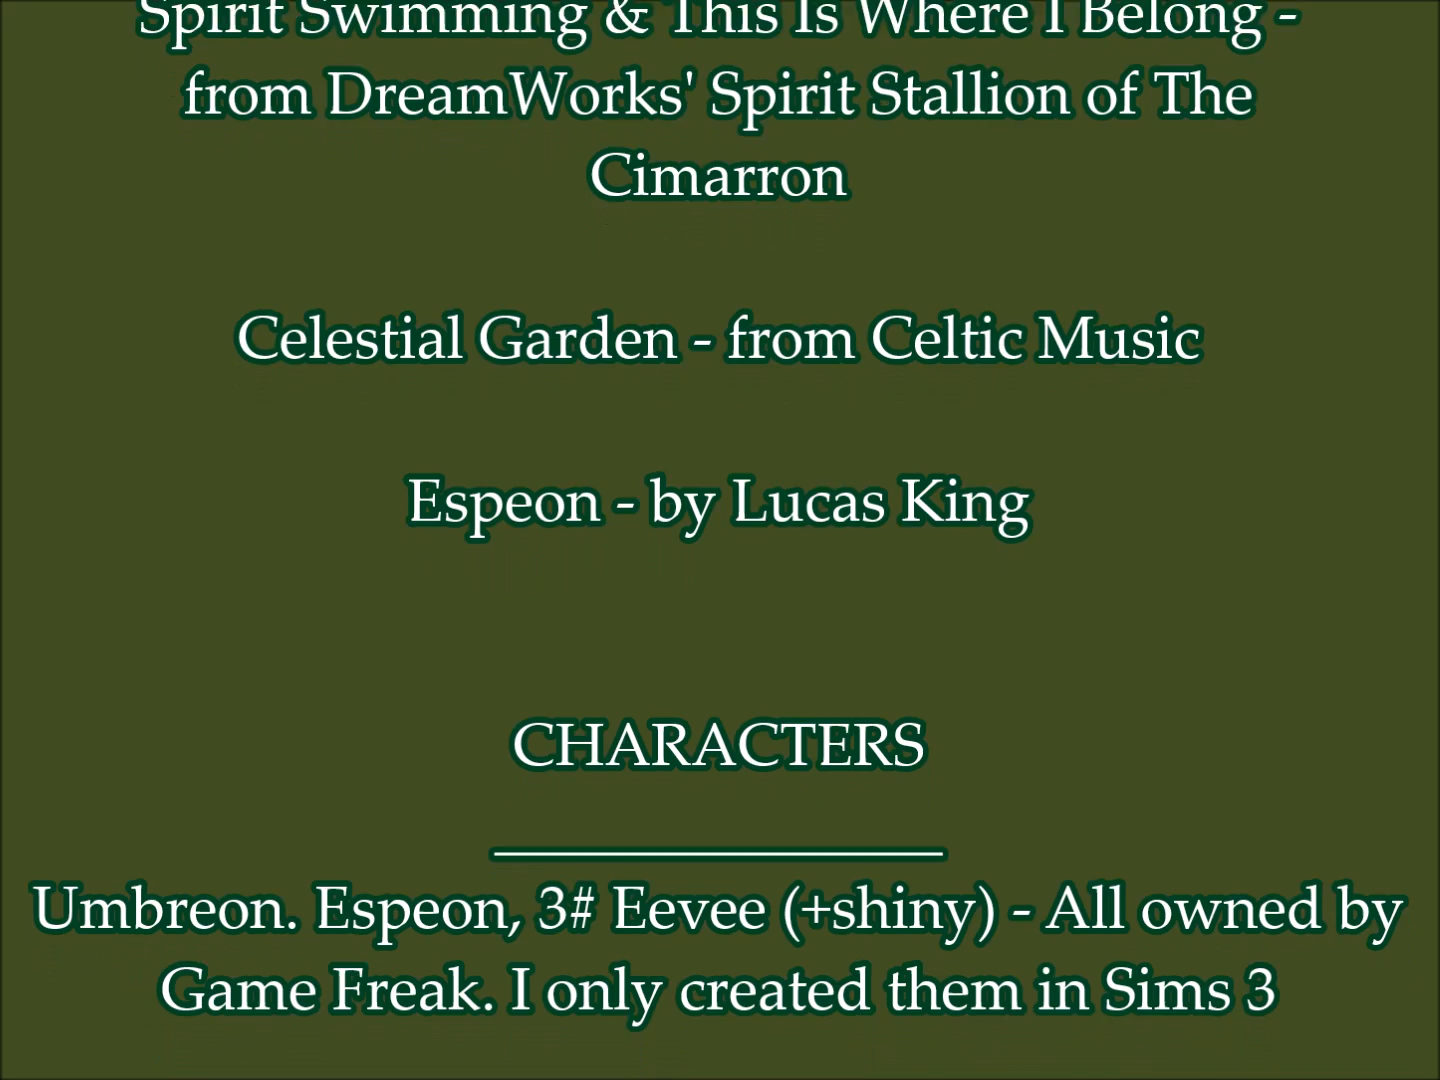 Spirit Swimming & This Is Where I Belong -
from DreamWorks' Spirit Stallion of The
Cimarron
Celestial Garden - from Celtic Music
Espeon - by Lucas King
CHARACTERS
Umbreon. Espeon, 3# Eevee (+shiny) - All owned by
Game Freak. I only created them in Sims 3